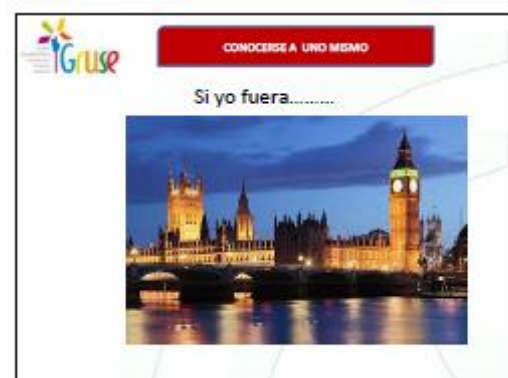 Gruse
CONOCERSE A UNO MISMO
Si yo fuera.........